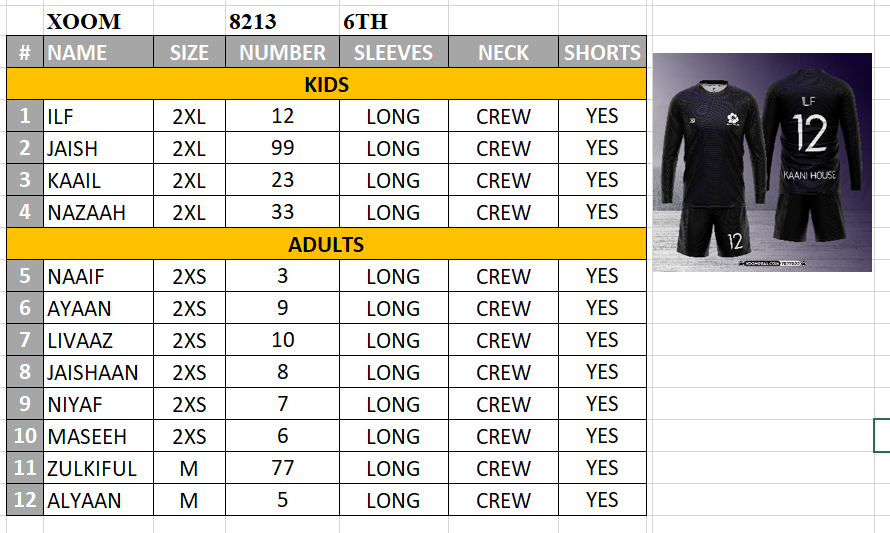 XOOM 8213 6TH
# NAME SIZE NUMBER SLEEVES NECK SHORTS
KIDS
1 ILF 2XL 12 LONG CREW YES
2 JAISH 2XL 99 LONG CREW YES
3 KAAIL 2XL 23 LONG CREW YES
4 NAZAAH 2XL 33 LONG CREW YES
ADULTS
5 NAAIF 2XS 3 LONG CREW YES
6 AYAAN 2XS 9 LONG CREW YES
7 LIVAAZ 2XS 10 LONG CREW YES
8 JAISHAAN 2XS 8 LONG CREW YES
9 NIYAF 2XS 7 LONG CREW YES
10 MASEEH 2XS 6 LONG CREW YES
11 ZULKIFUL M 77 LONG CREW YES
12 ALYAAN M 5 LONG CREW YES
ILF
12
KAANI HOUSE
12